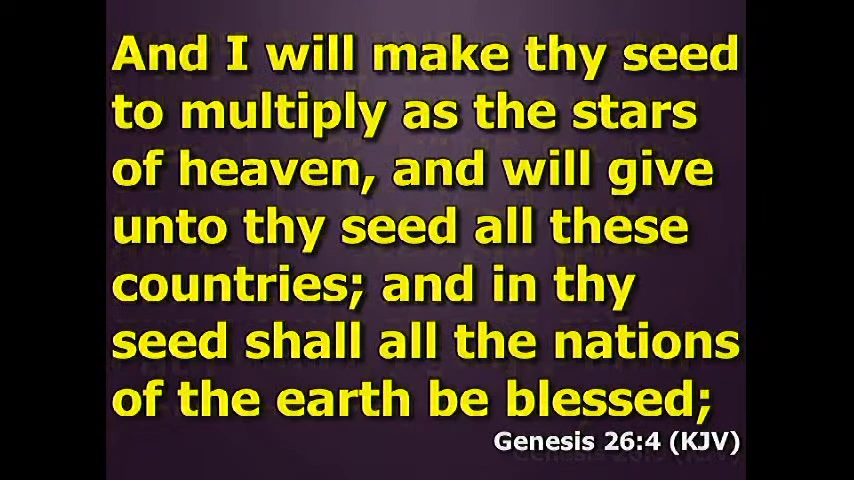 And I will make thy seed
to multiply as the stars
of heaven, and will give
unto thy seed all these
countries; and in thy
seed shall all the nations
of the earth be blessed;
Genesis 26:4 (KJV)